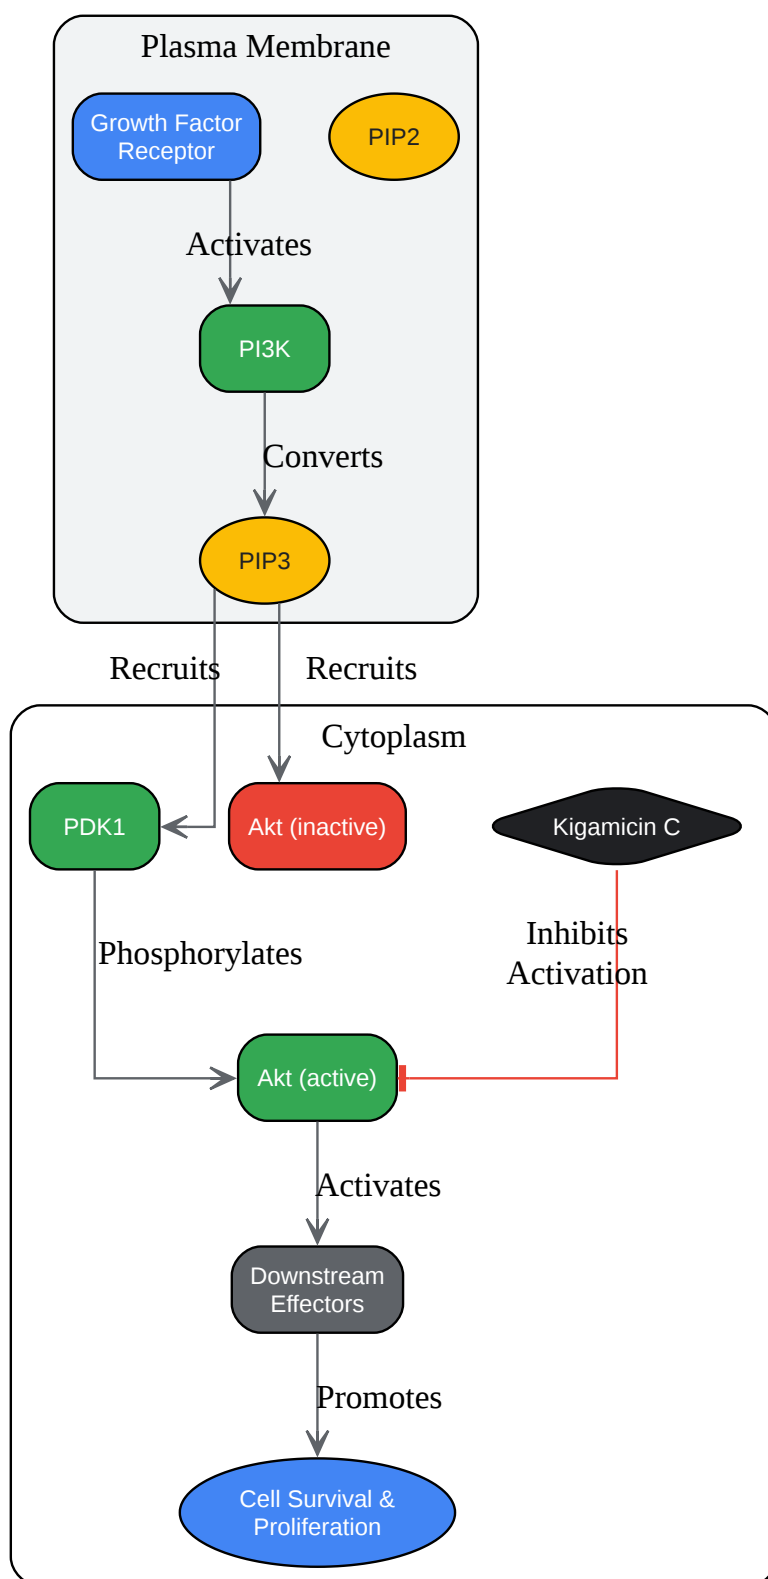 Plasma Membrane
Growth Factor
Receptor
PIP2
Activates
PI3K
Converts
PIP3
Recruits
Recruits
Cytoplasm
PDK1
Akt (inactive)
Kigamicin C
Phosphorylates
Inhibits
Activation
Akt (active)
Activates
Downstream
Effectors
Promotes
Cell Survival &
Proliferation